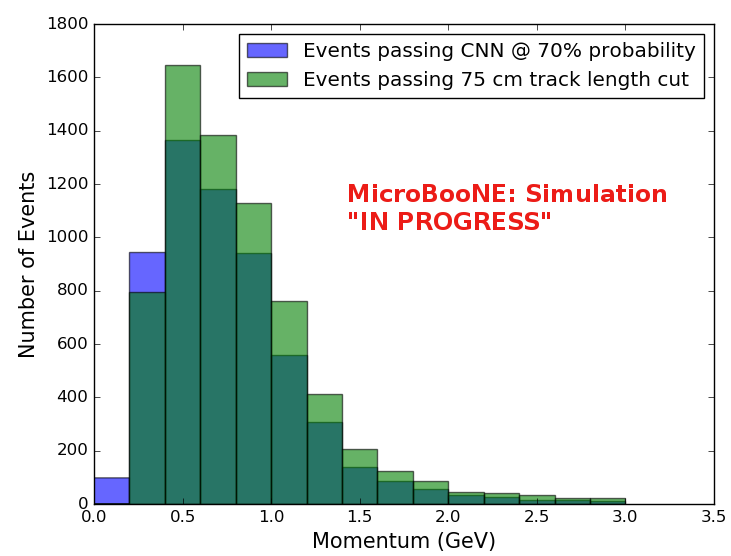 Events passing CNN @ 70% probability
Events passing 75 cm track length cut
MicroBooNE: Simulation
"IN PROGRESS"
Number of Events
1800
1600
1400
1200
1000
800
600
400
200
0
0.0 0.5 1.0 1.5 2.0 2.5 3.0 3.5
Momentum (GeV)